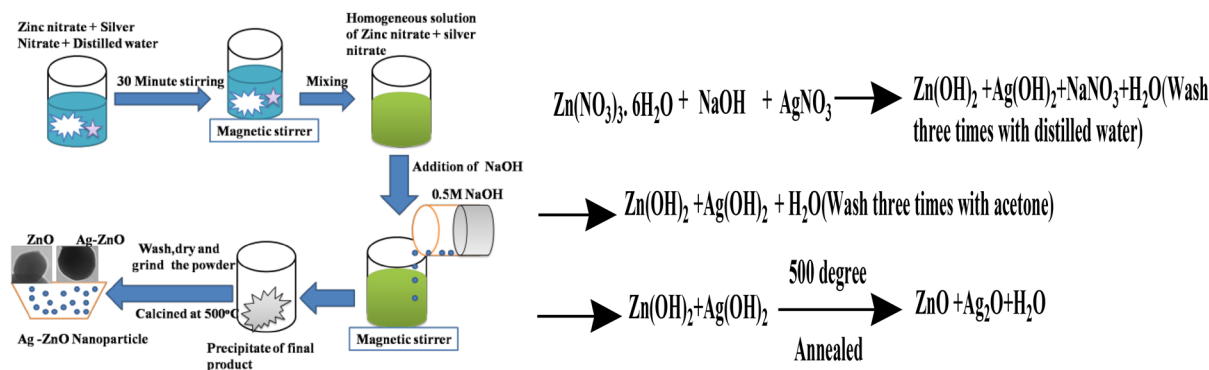 Zinc nitrate + Silver
Nitrate + Distilled water
30 Minute stirring
Magnetic stirrer
Mixing
Homogeneous solution
of Zinc nitrate + silver
nitrate
Addition of NaOH
0.5M NaOH
Magnetic stirrer
Precipitate of final
product
Wash,dry and
grind the powder
Calcined at 500°C
ZnO Ag-ZnO
Ag -ZnO Nanoparticle
Zn(NO₃)₃. 6H₂O + NaOH + AgNO₃ → Zn(OH)₂ +Ag(OH)₂+NaNO₃+H₂O(Wash
three times with distilled water)
→ Zn(OH)₂ +Ag(OH)₂ + H₂O(Wash three times with acetone)
500 degree
→ Zn(OH)₂+Ag(OH)₂ → ZnO +Ag₂O+H₂O
Annealed